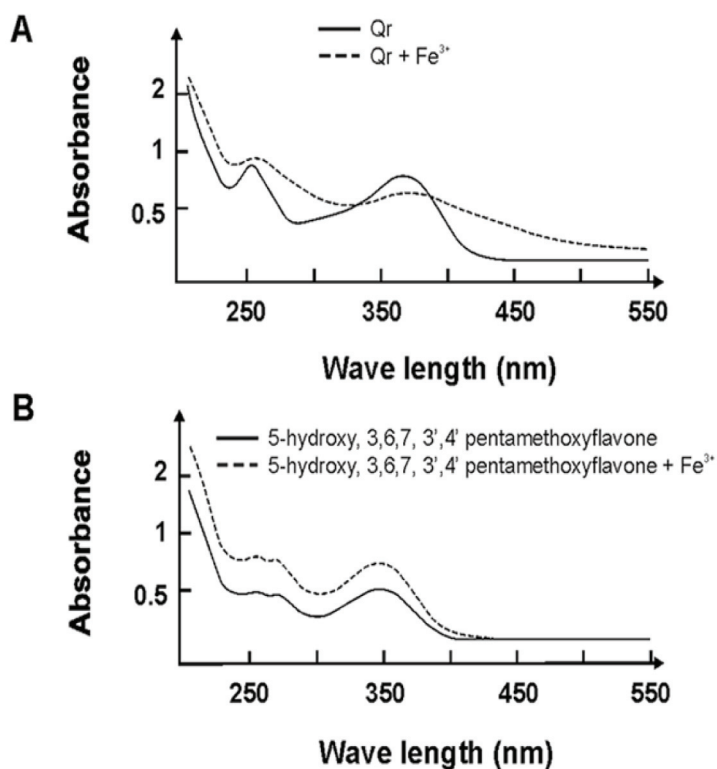 A
Qr
Qr + Fe³⁺
Absorbance
2
1
0.5
250
350
450
550
Wave length (nm)
B
5-hydroxy, 3,6,7, 3',4' pentamethoxyflavone
5-hydroxy, 3,6,7, 3',4' pentamethoxyflavone + Fe³⁺
Absorbance
2
1
0.5
250
350
450
550
Wave length (nm)